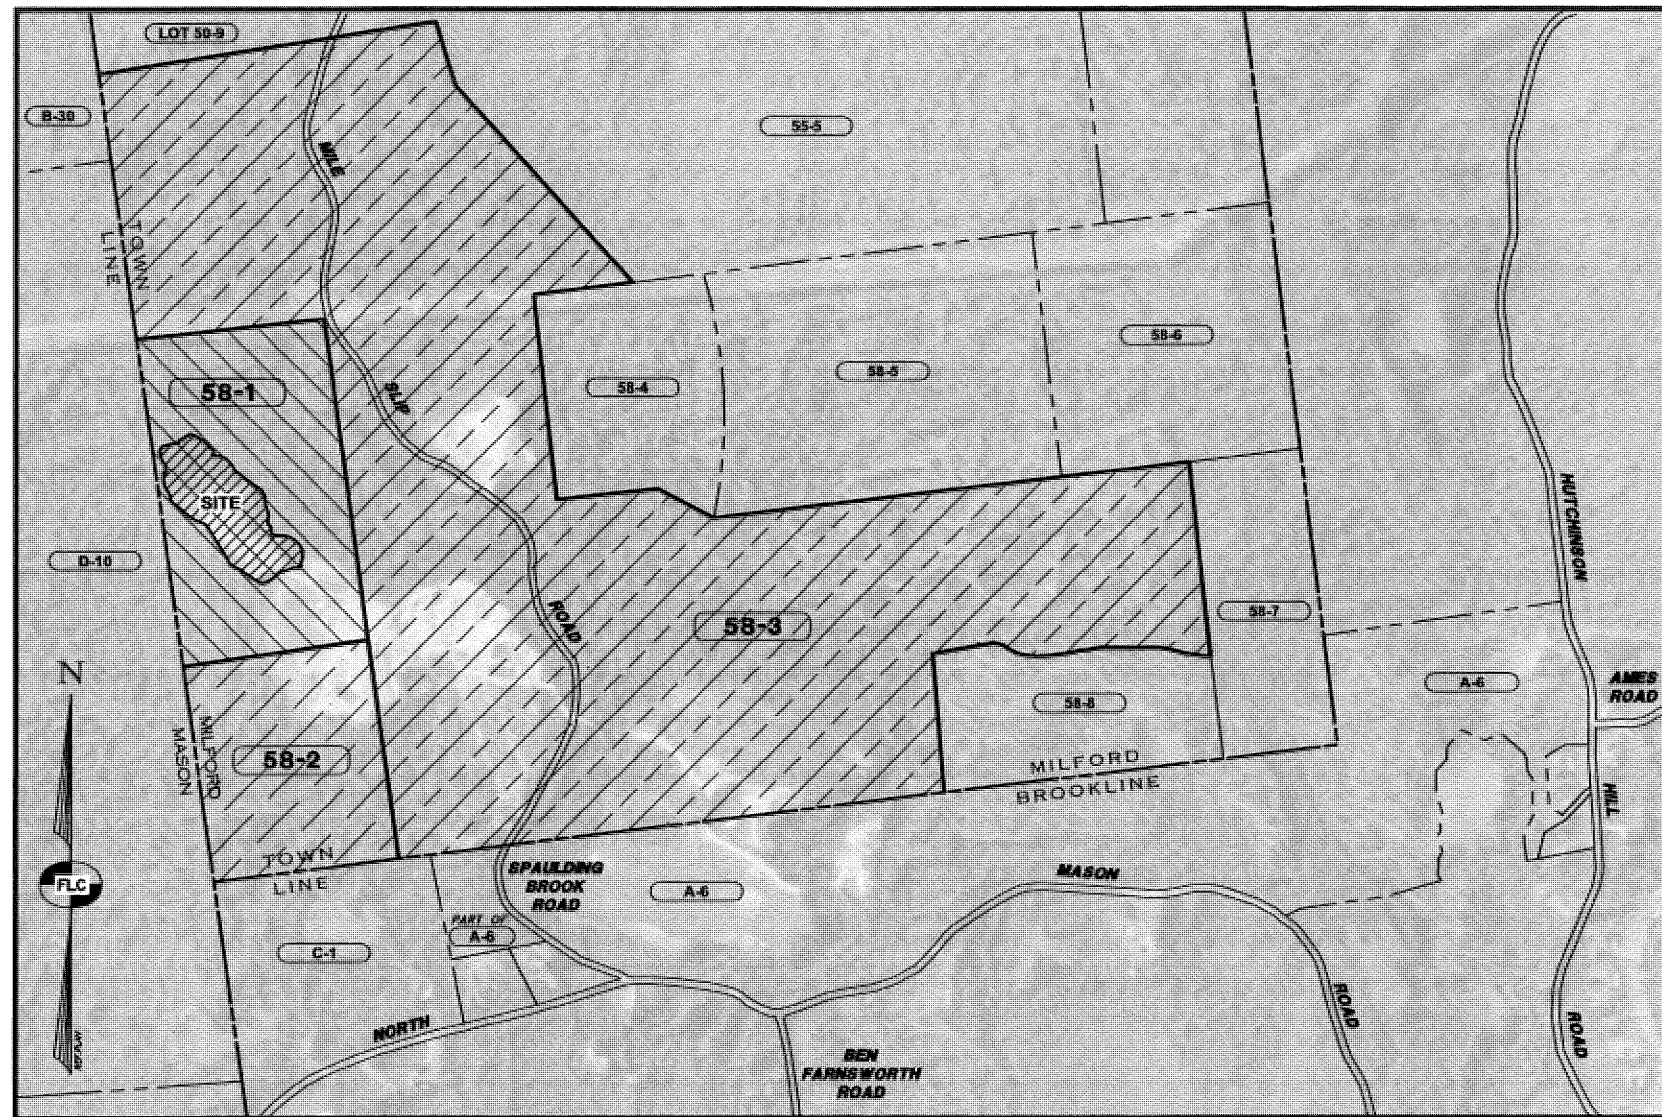 LOT 50-9
B-30
55-5
MILE
TOWN
LINE
58-6
58-5
58-4
58-1
SLIP
SITE
HUTCHINSON
D-10
ROAD
58-3
58-7
N
A-6
AMES
ROAD
58-8
MILFORD
MASON
58-2
MILFORD
BROOKLINE
HILL
TOWN
LINE
SPAULDING
BROOK
ROAD
MASON
FLC
A-6
PART OF
A-6
C-1
NORTH
ROAD
ROAD
REF. PLAN
BEN
FARNSWORTH
ROAD